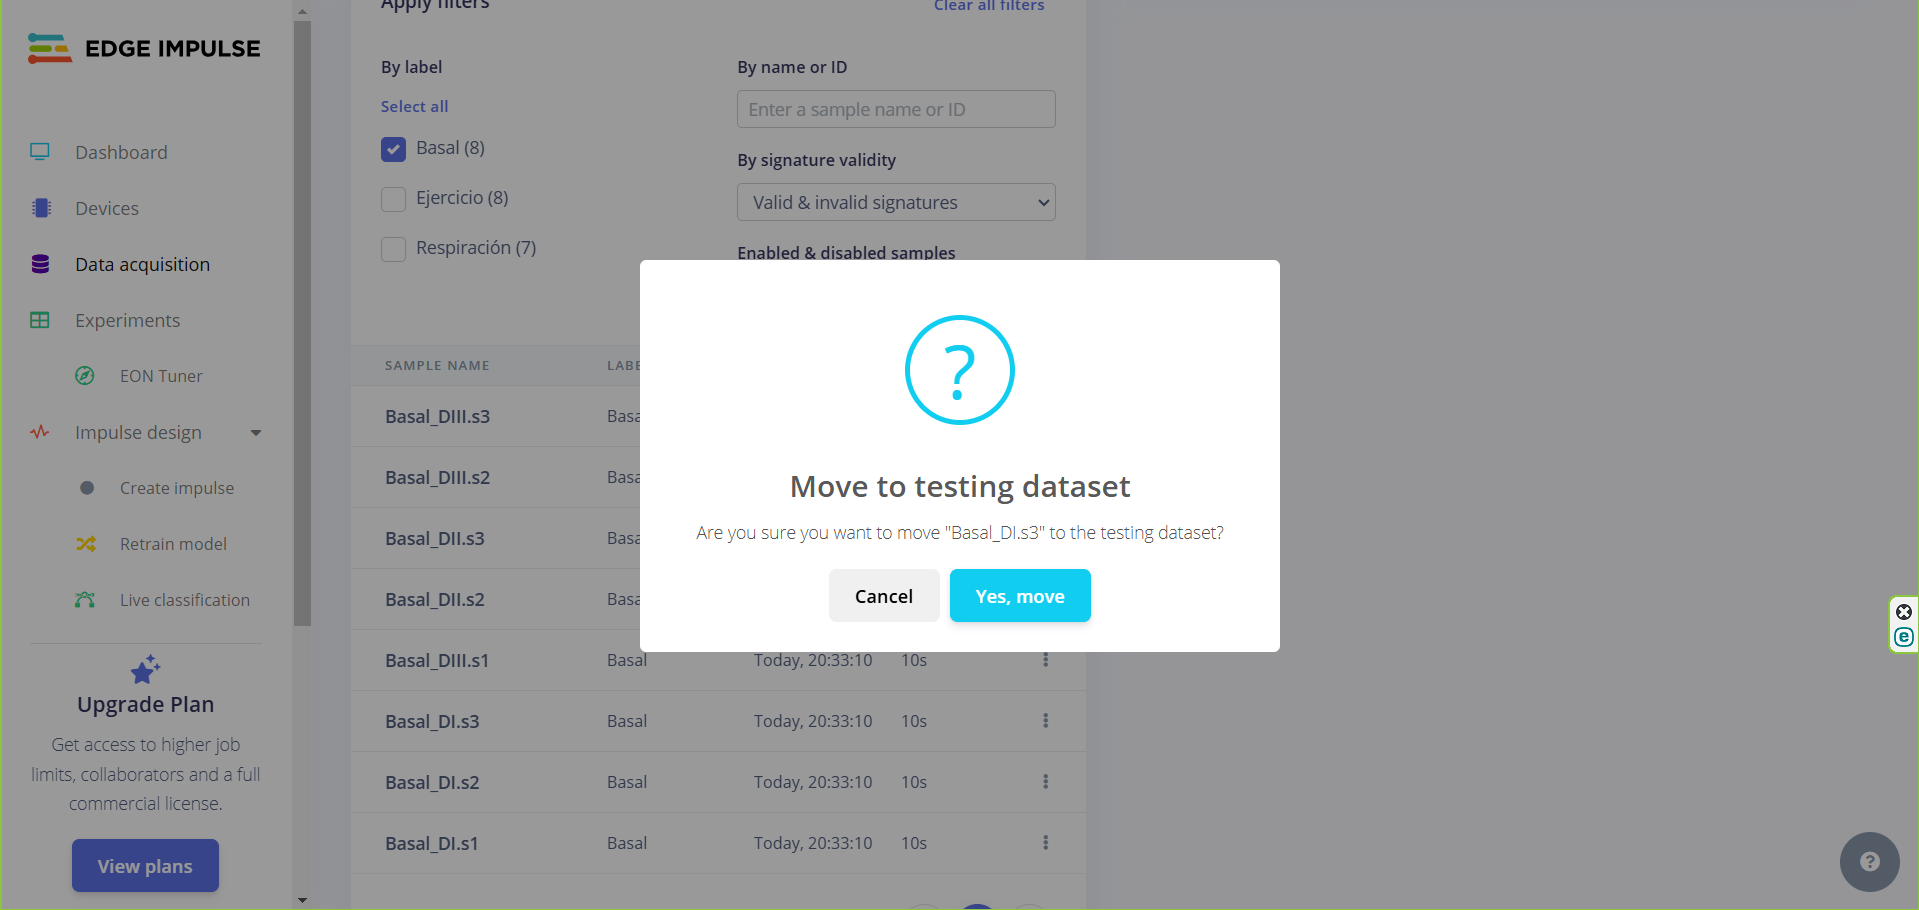 EDGE IMPULSE
Dashboard
Devices
Data acquisition
Experiments
EON Tuner
Impulse design
Create impulse
Retrain model
Live classification
Upgrade Plan
Get access to higher job
limits, collaborators and a full
commercial license.
View plans
Apply filters
Clear all filters
By label
Select all
Basal (8)
Ejercicio (8)
Respiración (7)
By name or ID
Enter a sample name or ID
By signature validity
Valid & invalid signatures
Enabled & disabled samples
SAMPLE NAME LABE
Basal_DIII.s3 Basa
Basal_DIII.s2 Basa
Basal_DII.s3 Basa
Basal_DII.s2 Basa
Basal_DIII.s1 Basal Today, 20:33:10 10s
Basal_DI.s3 Basal Today, 20:33:10 10s
Basal_DI.s2 Basal Today, 20:33:10 10s
Basal_DI.s1 Basal Today, 20:33:10 10s
?
Move to testing dataset
Are you sure you want to move "Basal_DI.s3" to the testing dataset?
Cancel Yes, move
e
?